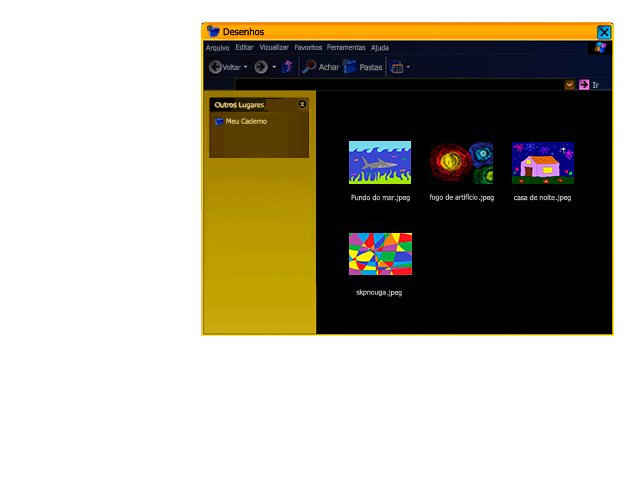 Desenhos
Arquivo Editar Vizualizar Favoritos Ferramentas Ajuda
Voltar Achar Pastas
Ir
Outros Lugares
Meu Caderno
Fundo do mar.jpeg fogo de artifício.jpeg casa de noite.jpeg
skpnouga.jpeg